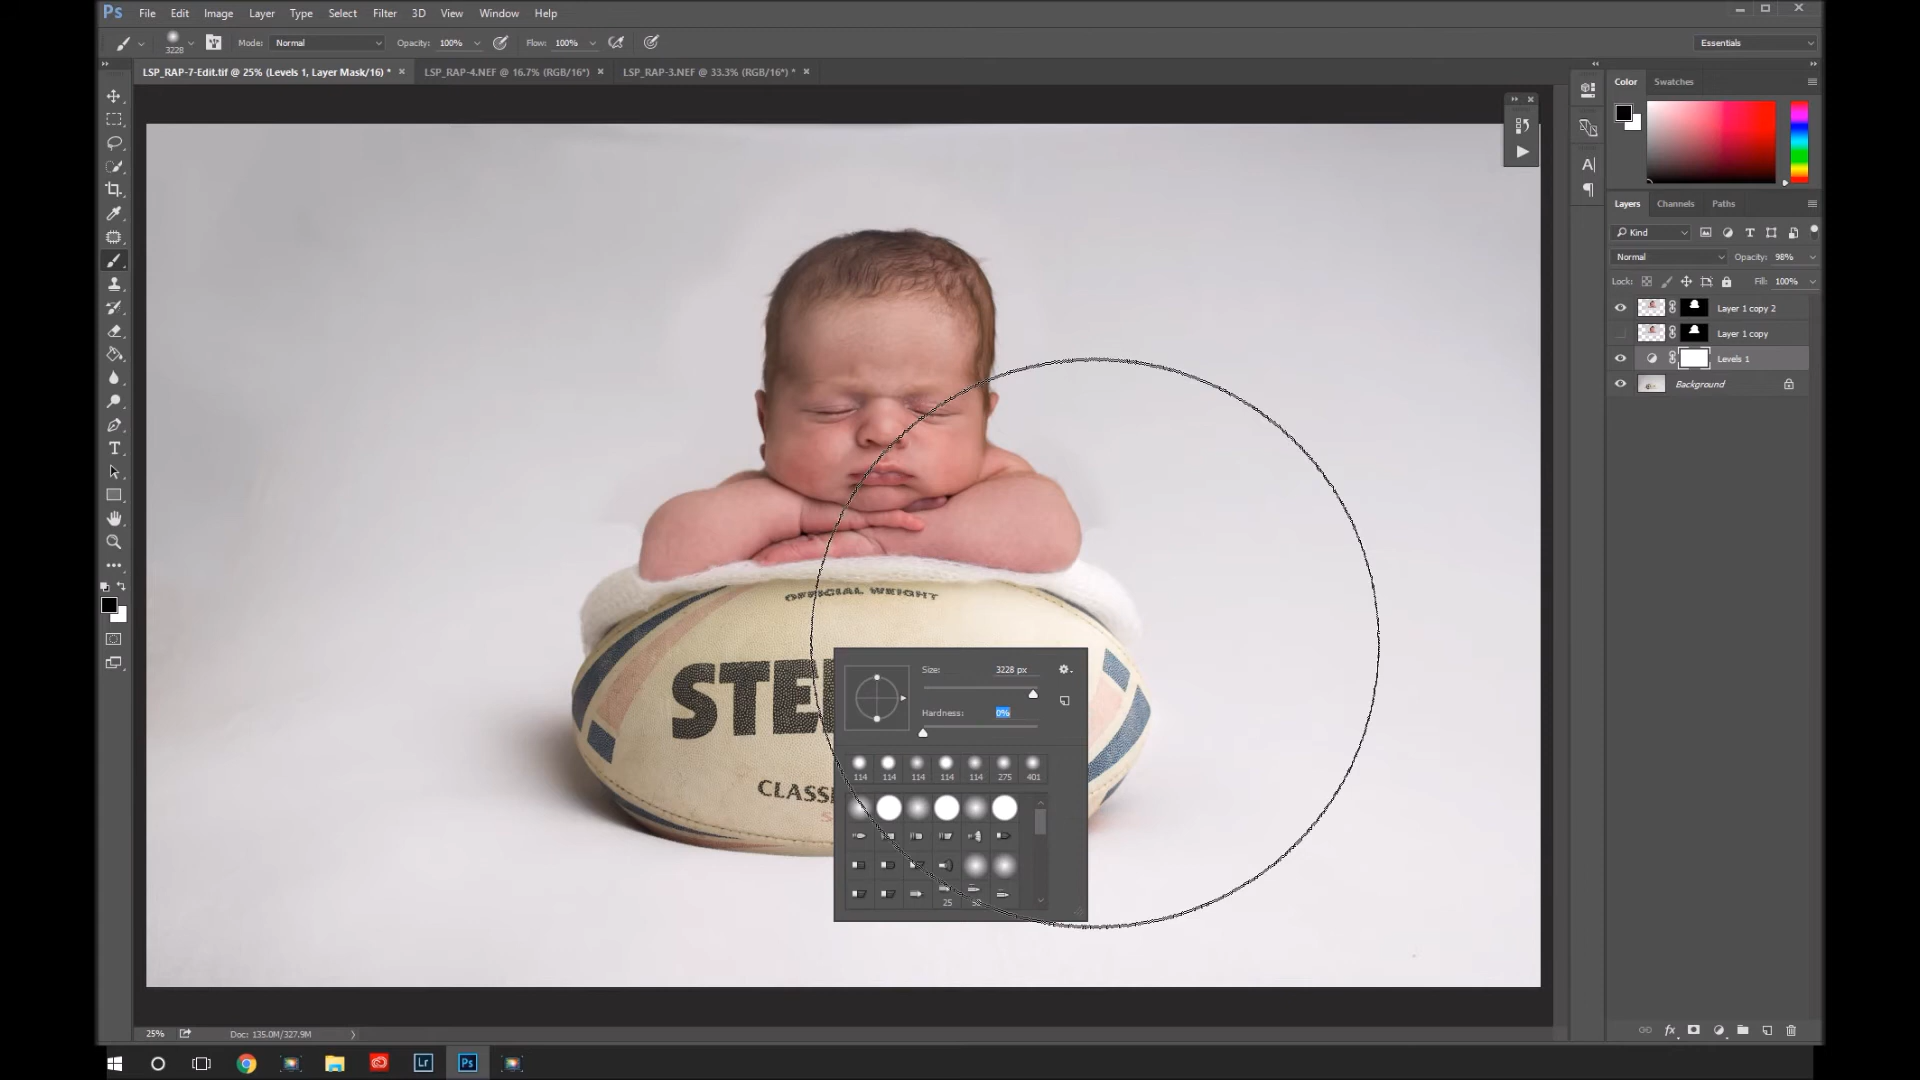 Ps File Edit Image Layer Type Select Filter 3D View Window Help
3228 Mode: Normal Opacity: 100% Flow: 100% Essentials
LSP_RAP-7-Edit.tif @ 25% (Levels 1, Layer Mask/16) * LSP_RAP-4.NEF @ 16.7% (RGB/16*) LSP_RAP-3.NEF @ 33.3% (RGB/16*) *
Color Swatches
Layers Channels Paths
Kind
Normal Opacity: 98%
Lock: Fill: 100%
Layer 1 copy 2
Layer 1 copy
Levels 1
Background
OFFICIAL WEIGHT
Size: 3228 px
Hardness: 0%
114 114 114 114 114 275 401
25 50
25% Doc: 135.0M/327.9M
Lr Ps